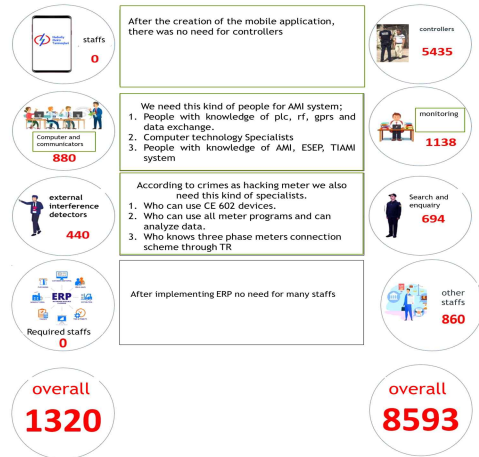 staffs
0
After the creation of the mobile application,
there was no need for controllers
controllers
5435
Computer and
communicators
880
We need this kind of people for AMI system;
1. People with knowledge of plc, rf, gprs and
data exchange.
2. Computer technology Specialists
3. People with knowledge of AMI, ESEP, TIAMI
system
monitoring
1138
external
interference
detectors
440
According to crimes as hacking meter we also
need this kind of specialists.
1. Who can use CE 602 devices.
2. Who can use all meter programs and can
analyze data.
3. Who knows three phase meters connection
scheme through TR
Search and
enquairy
694
ERP
Required staffs
0
After implementing ERP no need for many staffs
other
staffs
860
overall
1320
overall
8593